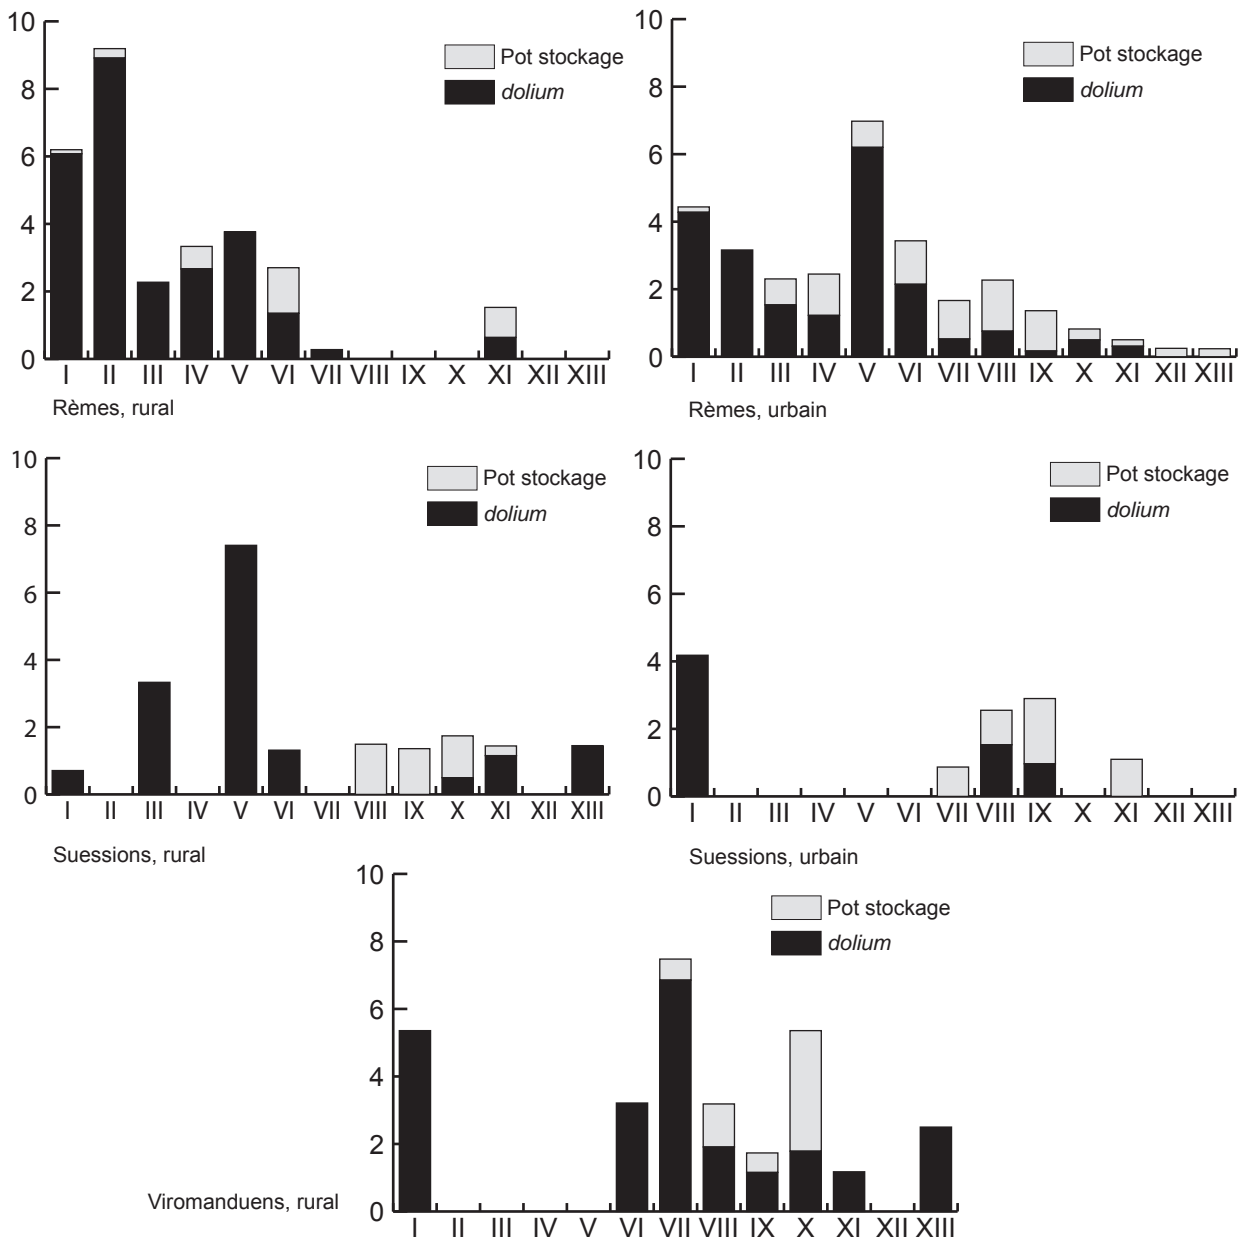 10
8
6
4
2
0
Pot stockage
dolium
I II III IV V VI VII VIII IX X XI XII XIII
Rèmes, rural
10
8
6
4
2
0
Pot stockage
dolium
I II III IV V VI VII VIII IX X XI XII XIII
Rèmes, urbain
10
8
6
4
2
0
Pot stockage
dolium
I II III IV V VI VII VIII IX X XI XII XIII
Suessions, rural
10
8
6
4
2
0
Pot stockage
dolium
I II III IV V VI VII VIII IX X XI XII XIII
Suessions, urbain
10
8
6
4
2
0
Pot stockage
dolium
Viromanduens, rural
I II III IV V VI VII VIII IX X XI XII XIII